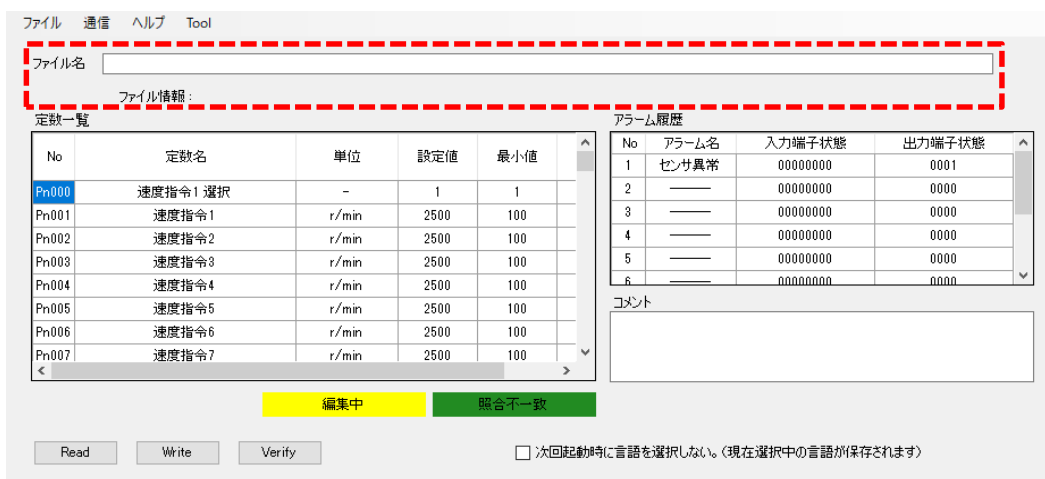 ファイル 通信 ヘルプ Tool
ファイル名
ファイル情報 :
定数一覧
No 定数名 単位 設定値 最小値
Pn000 速度指令1 選択 - 1 1
Pn001 速度指令1 r/min 2500 100
Pn002 速度指令2 r/min 2500 100
Pn003 速度指令3 r/min 2500 100
Pn004 速度指令4 r/min 2500 100
Pn005 速度指令5 r/min 2500 100
Pn006 速度指令6 r/min 2500 100
Pn007 速度指令7 r/min 2500 100
アラーム履歴
No アラーム名 入力端子状態 出力端子状態
1 センサ異常 00000000 0001
2 ――― 00000000 0000
3 ――― 00000000 0000
4 ――― 00000000 0000
5 ――― 00000000 0000
6 ――― 00000000 0000
コメント
編集中 照合不一致
Read Write Verify
次回起動時に言語を選択しない。(現在選択中の言語が保存されます)